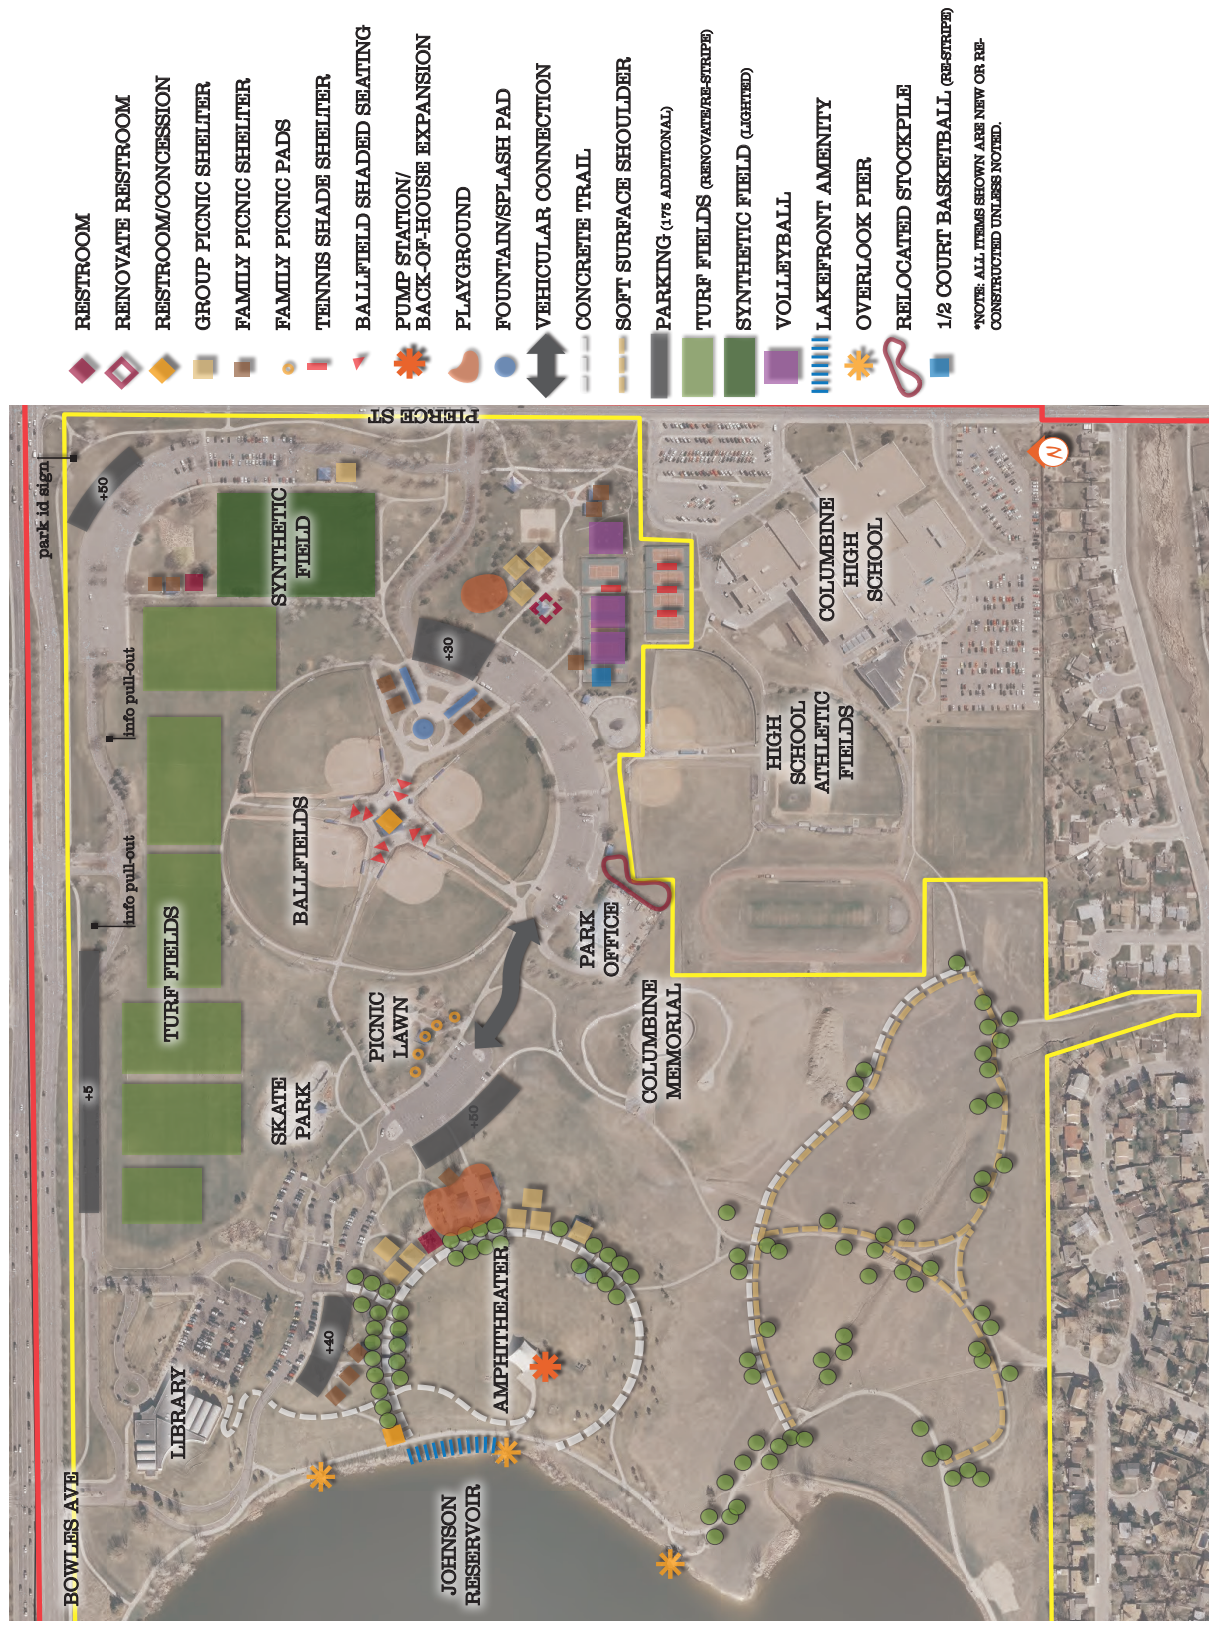 RESTROOM
RENOVATE RESTROOM
RESTROOM/CONCESSION
GROUP PICNIC SHELTER
FAMILY PICNIC SHELTER
FAMILY PICNIC PADS
TENNIS SHADE SHELTER
BALLFIELD SHADED SEATING
PUMP STATION/
BACK-OF-HOUSE EXPANSION
PLAYGROUND
FOUNTAIN/SPLASH PAD
VEHICULAR CONNECTION
CONCRETE TRAIL
SOFT SURFACE SHOULDER
PARKING (175 ADDITIONAL)
TURF FIELDS (RENOVATE/RE-STRIPE)
SYNTHETIC FIELD (LIGHTED)
VOLLEYBALL
LAKEFRONT AMENITY
OVERLOOK PIER
RELOCATED STOCKPILE
1/2 COURT BASKETBALL (RE-STRIPE)
*NOTE: ALL ITEMS SHOWN ARE NEW OR RE-
CONSTRUCTED UNLESS NOTED.
BOWLES AVE
PIERCE ST
park id sign
info pull-out
info pull-out
+50
+5
+30
+50
+40
N
LIBRARY
TURF FIELDS
SYNTHETIC
FIELD
BALLFIELDS
SKATE
PARK
PICNIC
LAWN
JOHNSON
RESERVOIR
AMPHITHEATER
PARK
OFFICE
COLUMBINE
MEMORIAL
HIGH
SCHOOL
ATHLETIC
FIELDS
COLUMBINE
HIGH
SCHOOL